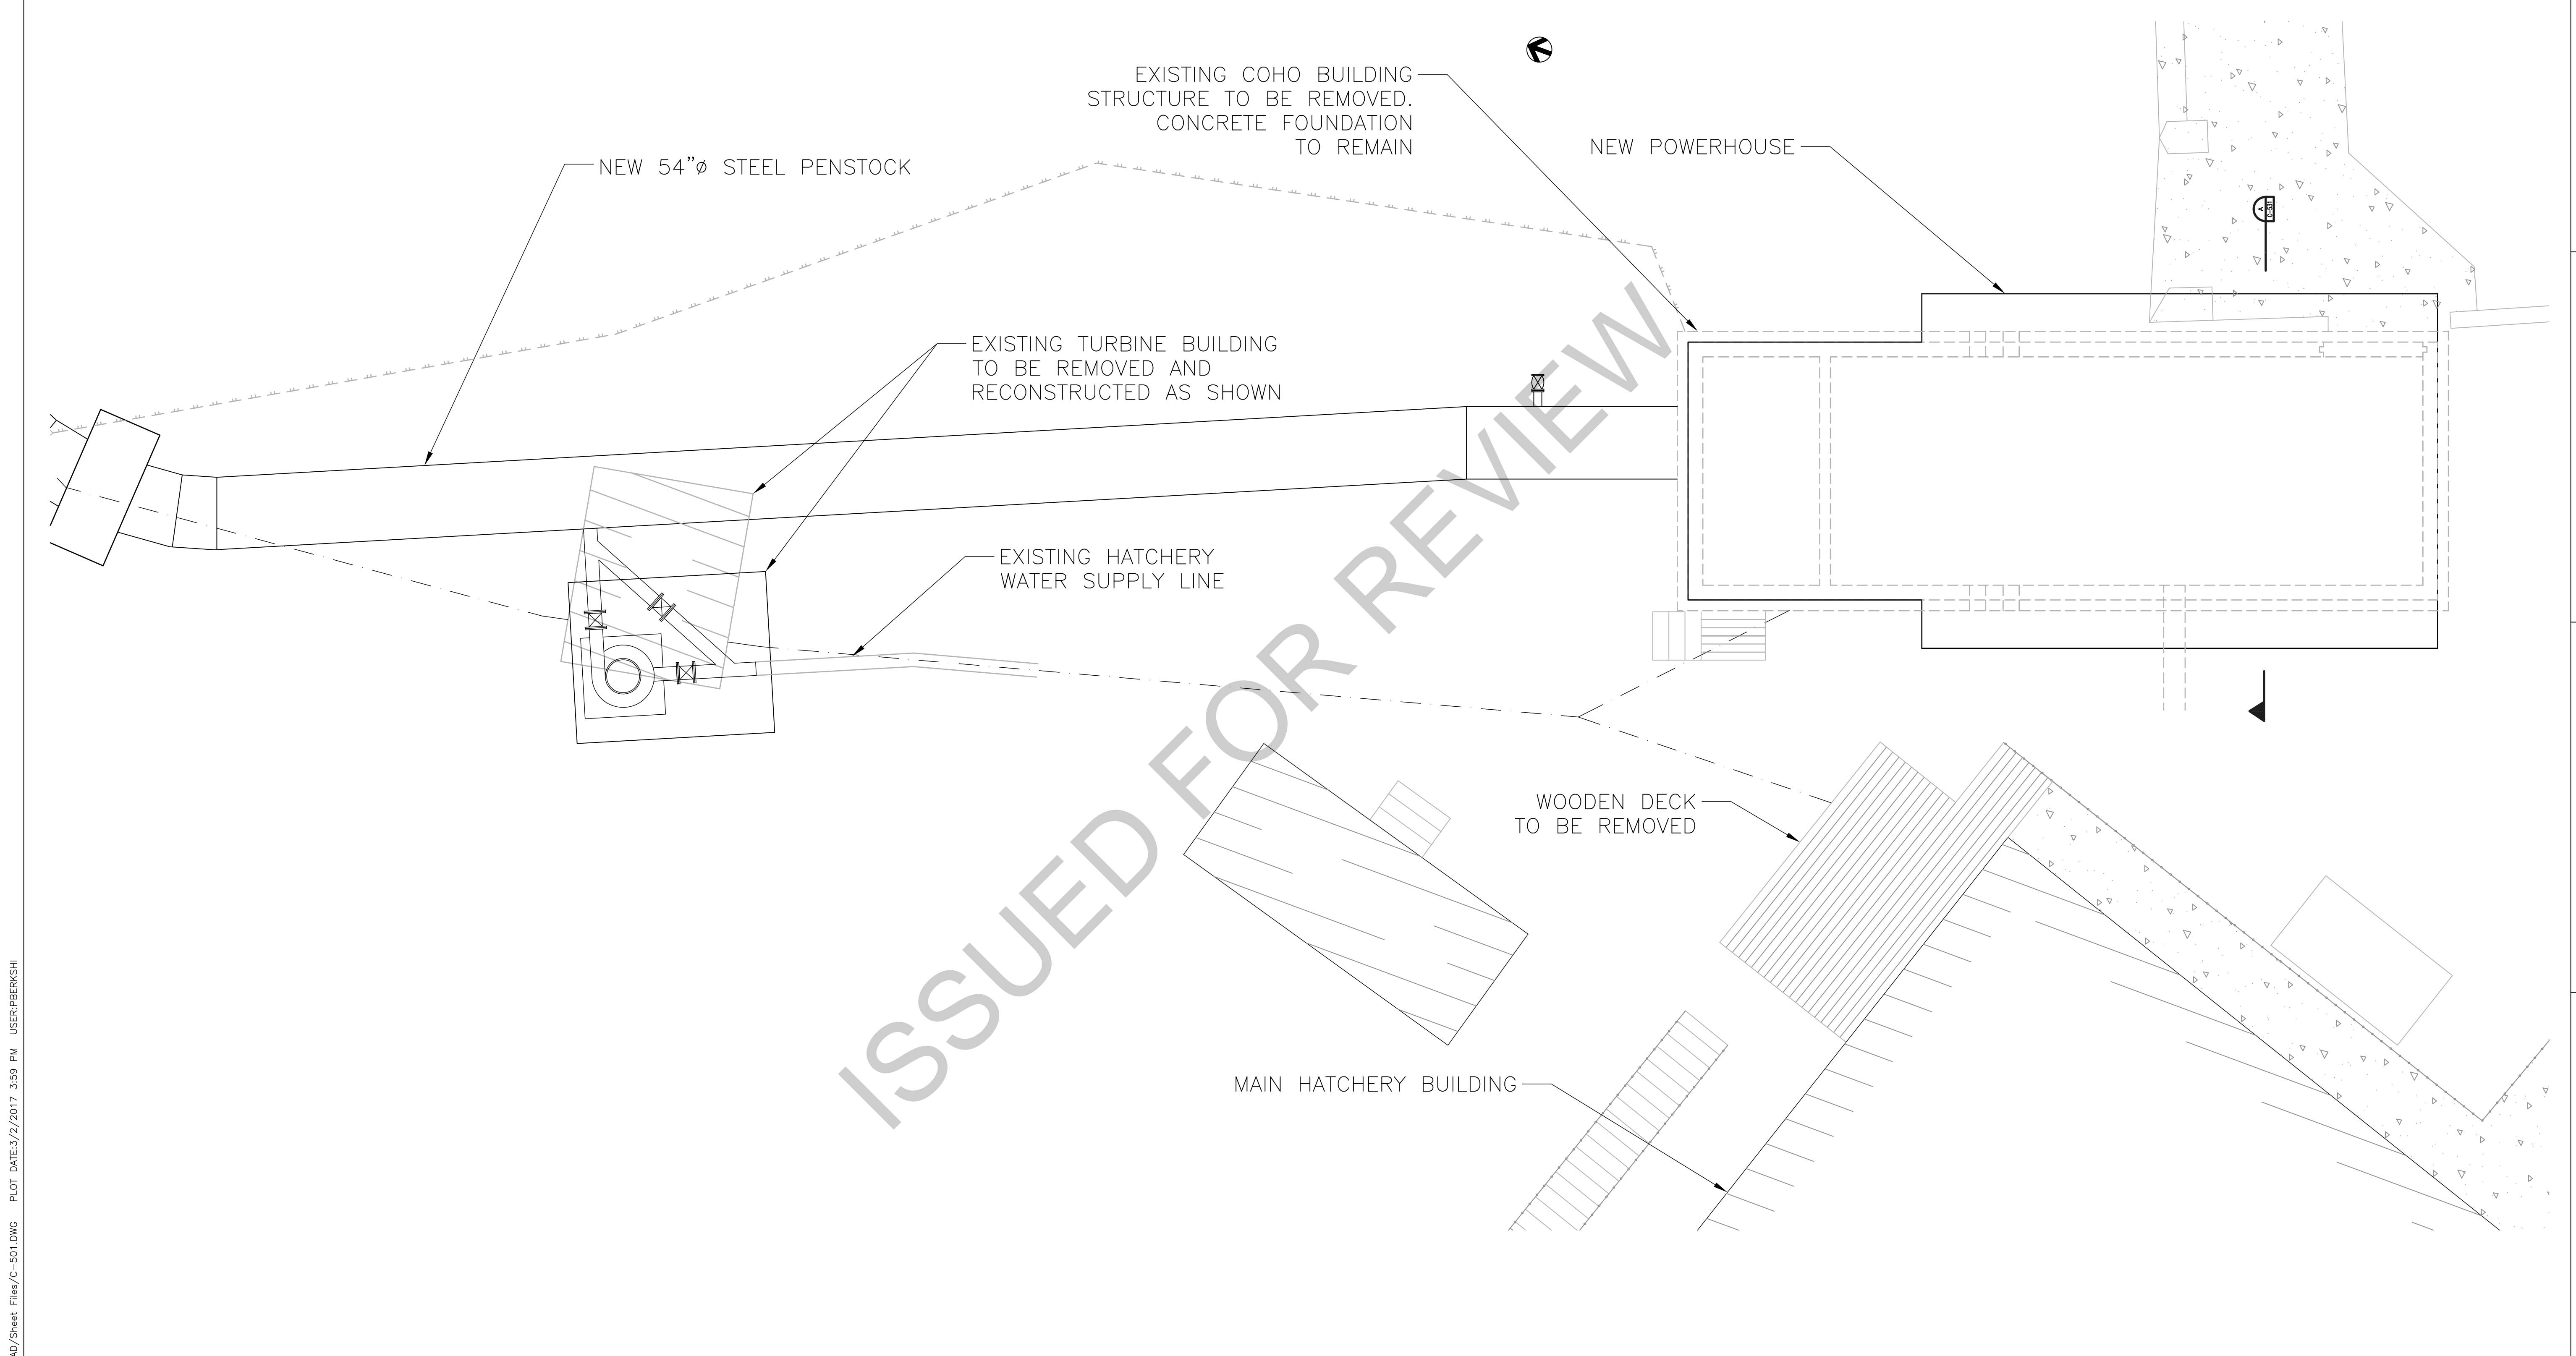 EXISTING COHO BUILDING
STRUCTURE TO BE REMOVED.
CONCRETE FOUNDATION
TO REMAIN
NEW POWERHOUSE
NEW 54"ø STEEL PENSTOCK
A
C-531
EXISTING TURBINE BUILDING
TO BE REMOVED AND
RECONSTRUCTED AS SHOWN
EXISTING HATCHERY
WATER SUPPLY LINE
WOODEN DECK
TO BE REMOVED
MAIN HATCHERY BUILDING
ISSUED FOR REVIEW
AD/Sheet Files/C-501.DWG PLOT DATE:3/2/2017 3:59 PM USER:PBERKSHI